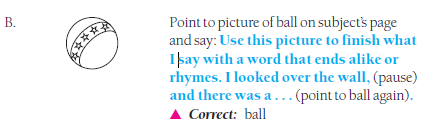 B.
Point to picture of ball on subject's page
and say: Use this picture to finish what
I say with a word that ends alike or
rhymes. I looked over the wall, (pause)
and there was a . . . (point to ball again).
▲ Correct: ball